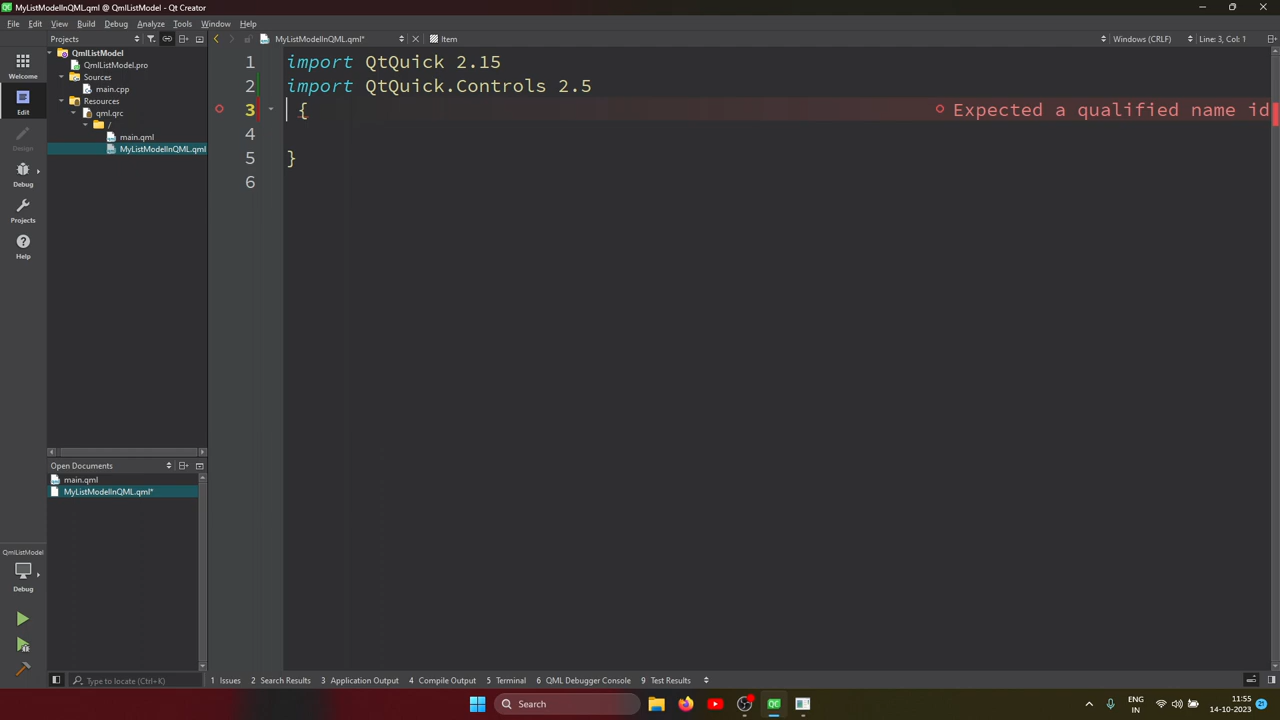 MyListModelInQML.qml @ QmlListModel - Qt Creator
File Edit View Build Debug Analyze Tools Window Help
Projects
MyListModelInQML.qml*
Item
Windows (CRLF)
Line: 3, Col: 1
Welcome
Edit
Design
Debug
Projects
Help
QmlListModel
QmlListModel.pro
Sources
main.cpp
Resources
qml.qrc
/
main.qml
MyListModelInQML.qml
1 import QtQuick 2.15
2 import QtQuick.Controls 2.5
3 { Expected a qualified name id
4
5 }
6
Open Documents
main.qml
MyListModelInQML.qml*
QmlListModel
Debug
Type to locate (Ctrl+K)
1 Issues 2 Search Results 3 Application Output 4 Compile Output 5 Terminal 6 QML Debugger Console 9 Test Results
Search
QC
ENG
IN
11:55
14-10-2023
21